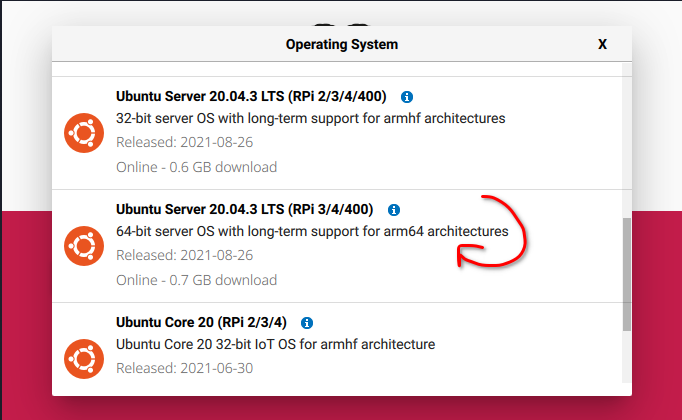 Operating System X
Ubuntu Server 20.04.3 LTS (RPi 2/3/4/400)
32-bit server OS with long-term support for armhf architectures
Released: 2021-08-26
Online - 0.6 GB download
Ubuntu Server 20.04.3 LTS (RPi 3/4/400)
64-bit server OS with long-term support for arm64 architectures
Released: 2021-08-26
Online - 0.7 GB download
Ubuntu Core 20 (RPi 2/3/4)
Ubuntu Core 20 32-bit IoT OS for armhf architecture
Released: 2021-06-30